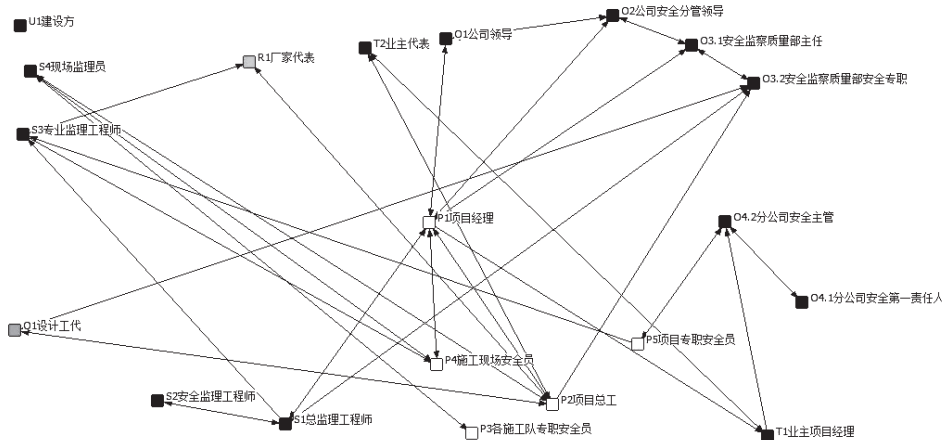 U1建设方
O2公司安全分管领导
O1公司领导
T2业主代表
O3.1安全监察质量部主任
R1厂家代表
S4现场监理员
O3.2安全监察质量部安全专职
S3专业监理工程师
P1项目经理
O4.2分公司安全主管
O4.1分公司安全第一责任人
Q1设计工代
P5项目专职安全员
P4施工现场安全员
S2安全监理工程师
P2项目总工
S1总监理工程师
P3各施工队专职安全员
T1业主项目经理